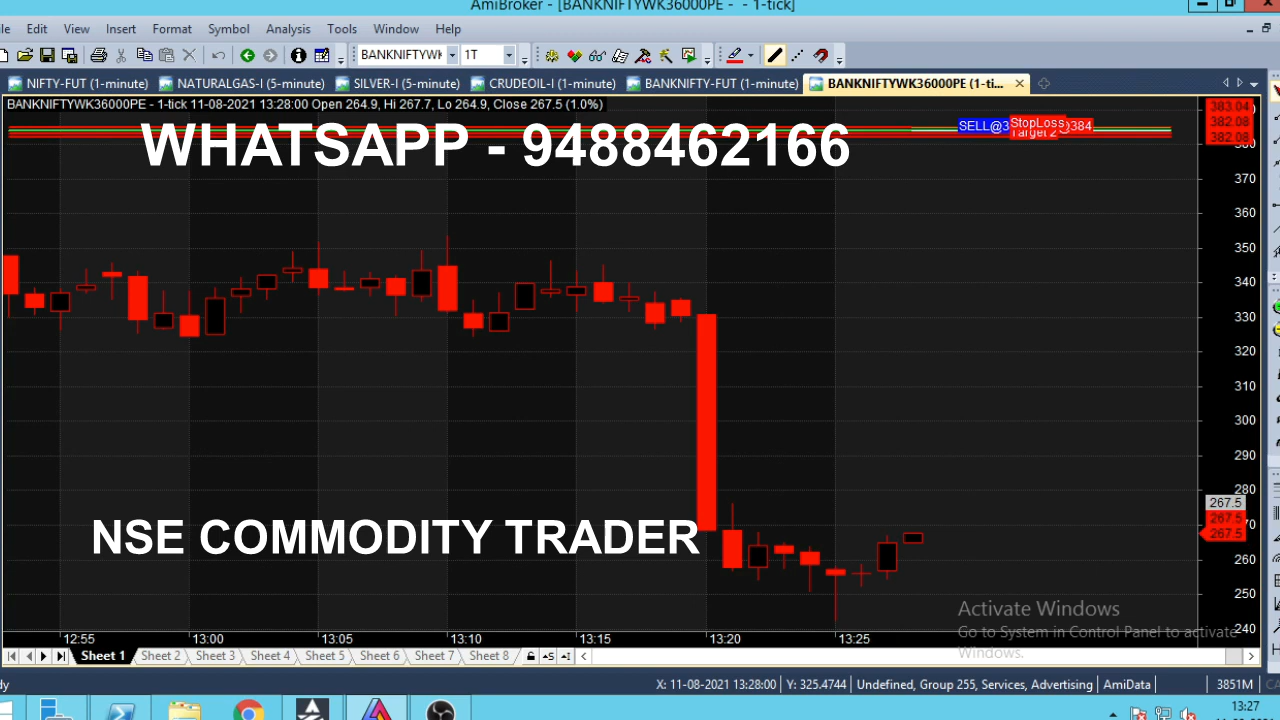 AmiBroker - [BANKNIFTYWK36000PE - - 1-tick]
Edit View Insert Format Symbol Analysis Tools Window Help
BANKNIFTYWK 1T
NIFTY-FUT (1-minute) NATURALGAS-I (5-minute) SILVER-I (5-minute) CRUDEOIL-I (1-minute) BANKNIFTY-FUT (1-minute) BANKNIFTYWK36000PE (1-ti...
BANKNIFTYWK36000PE - 1-tick 11-08-2021 13:28:00 Open 264.9, Hi 267.7, Lo 264.9, Close 267.5 (1.0%)
383.04
382.08
382.08
SELL@3 StopLoss @384
Target 2
WHATSAPP - 9488462166
380
370
360
350
340
330
320
310
300
290
280
267.5
267.5
267.5
NSE COMMODITY TRADER
260
250
240
Activate Windows
Go to System in Control Panel to activate
Windows.
12:55 13:00 13:05 13:10 13:15 13:20 13:25
Sheet 1 Sheet 2 Sheet 3 Sheet 4 Sheet 5 Sheet 6 Sheet 7 Sheet 8
X: 11-08-2021 13:28:00 Y: 325.4744 Undefined, Group 255, Services, Advertising AmiData 3851M
13:27